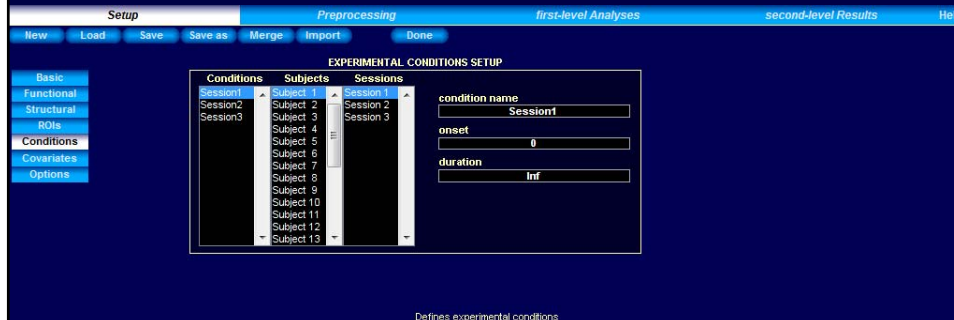 Setup Preprocessing first-level Analyses second-level Results He
New Load Save Save as Merge Import Done
EXPERIMENTAL CONDITIONS SETUP
Basic
Functional
Structural
ROIs
Conditions
Covariates
Options
Conditions Subjects Sessions
Session1 Subject 1 Session 1
Session2 Subject 2 Session 2
Session3 Subject 3 Session 3
Subject 4
Subject 5
Subject 6
Subject 7
Subject 8
Subject 9
Subject 10
Subject 11
Subject 12
Subject 13
condition name
Session1
onset
0
duration
Inf
Defines experimental conditions